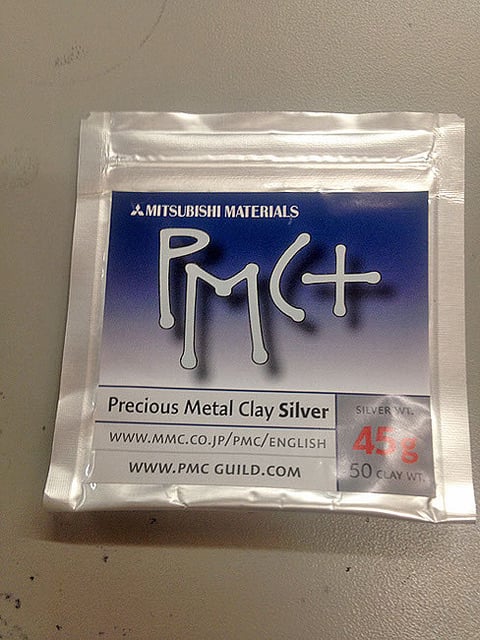 MITSUBISHI MATERIALS
PMC+
Precious Metal Clay Silver
WWW.MMC.CO.JP/PMC/ENGLISH
WWW.PMC GUILD.COM
SILVER WT.
45g
50 CLAY WT.